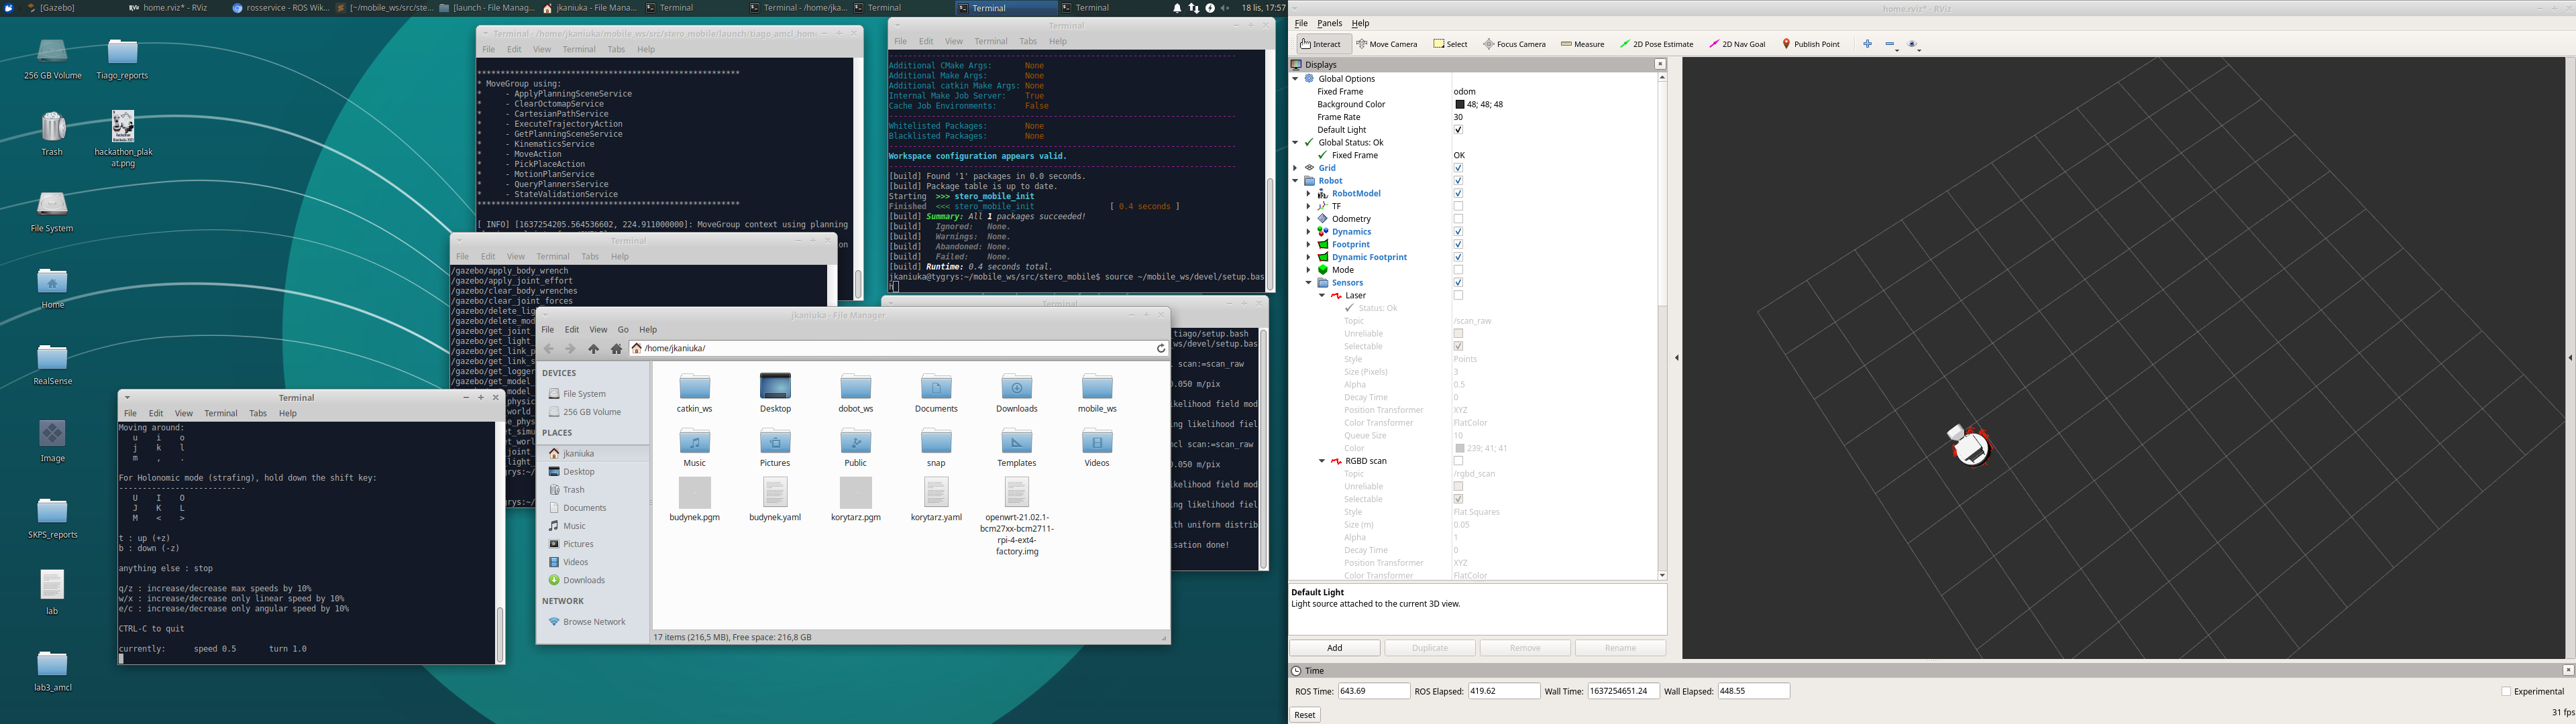 [Gazebo]
home.rviz* - RViz
rosservice - ROS Wik...
[~/mobile_ws/src/ste...
[launch - File Manag...
jkaniuka - File Mana...
Terminal
Terminal - /home/jka...
Terminal
Terminal
Terminal
18 lis, 17:57
256 GB Volume
Tiago_reports
Trash
hackathon_plak
at.png
File System
Home
RealSense
Image
SKPS_reports
lab
lab3_amcl
Terminal - /home/jkaniuka/mobile_ws/src/stero_mobile/launch/tiago_amcl_hom
File Edit View Terminal Tabs Help
********************************************************
* MoveGroup using:
*     - ApplyPlanningSceneService
*     - ClearOctomapService
*     - CartesianPathService
*     - ExecuteTrajectoryAction
*     - GetPlanningSceneService
*     - KinematicsService
*     - MoveAction
*     - PickPlaceAction
*     - MotionPlanService
*     - QueryPlannersService
*     - StateValidationService
********************************************************
[ INFO] [1637254205.564536602, 224.911000000]: MoveGroup context using planning
Terminal
File Edit View Terminal Tabs Help
/gazebo/apply_body_wrench
/gazebo/apply_joint_effort
/gazebo/clear_body_wrenches
/gazebo/clear_joint_forces
/gazebo/delete_lig
/gazebo/delete_mod
/gazebo/get_joint_
/gazebo/get_light_
/gazebo/get_link_p
/gazebo/get_link_s
/gazebo/get_logger
/gazebo/get_model_
Terminal
File Edit View Terminal Tabs Help
Moving around:
u i o
j k l
m , .
For Holonomic mode (strafing), hold down the shift key:
---------------------------
U I O
J K L
M < >
t : up (+z)
b : down (-z)
anything else : stop
q/z : increase/decrease max speeds by 10%
w/x : increase/decrease only linear speed by 10%
e/c : increase/decrease only angular speed by 10%
CTRL-C to quit
currently: speed 0.5 turn 1.0
Terminal
File Edit View Terminal Tabs Help
Additional CMake Args: None
Additional Make Args: None
Additional catkin Make Args: None
Internal Make Job Server: True
Cache Job Environments: False
Whitelisted Packages: None
Blacklisted Packages: None
Workspace configuration appears valid.
[build] Found '1' packages in 0.0 seconds.
[build] Package table is up to date.
Starting >>> stero_mobile_init
Finished <<< stero_mobile_init [ 0.4 seconds ]
[build] Summary: All 1 packages succeeded!
[build] Ignored: None.
[build] Warnings: None.
[build] Abandoned: None.
[build] Failed: None.
[build] Runtime: 0.4 seconds total.
jkaniuka@tygrys:~/mobile_ws/src/stero_mobile$ source ~/mobile_ws/devel/setup.bas
h
Terminal
tiago/setup.bash
ws/devel/setup.bash
scan:=scan_raw
0.050 m/pix
ikelihood field mod
ing likelihood fiel
mcl scan:=scan_raw
0.050 m/pix
ikelihood field mod
ing likelihood fiel
ith uniform distrib
isation done!
jkaniuka - File Manager
File Edit View Go Help
/home/jkaniuka/
DEVICES
File System
256 GB Volume
PLACES
jkaniuka
Desktop
Trash
Documents
Music
Pictures
Videos
Downloads
NETWORK
Browse Network
catkin_ws
Desktop
dobot_ws
Documents
Downloads
mobile_ws
Music
Pictures
Public
snap
Templates
Videos
budynek.pgm
budynek.yaml
korytarz.pgm
korytarz.yaml
openwrt-21.02.1-
bcm27xx-bcm2711-
rpi-4-ext4-
factory.img
17 items (216,5 MB), Free space: 216,8 GB
home.rviz* - RViz
File Panels Help
Interact
Move Camera
Select
Focus Camera
Measure
2D Pose Estimate
2D Nav Goal
Publish Point
Displays
Global Options
Fixed Frame odom
Background Color 48; 48; 48
Frame Rate 30
Default Light
Global Status: Ok
Fixed Frame OK
Grid
Robot
RobotModel
TF
Odometry
Dynamics
Footprint
Dynamic Footprint
Mode
Sensors
Laser
Status: Ok
Topic /scan_raw
Unreliable
Selectable
Style Points
Size (Pixels) 3
Alpha 0.5
Decay Time 0
Position Transformer XYZ
Color Transformer FlatColor
Queue Size 10
Color 239; 41; 41
RGBD scan
Topic /rgbd_scan
Unreliable
Selectable
Style Flat Squares
Size (m) 0.05
Alpha 1
Decay Time 0
Position Transformer XYZ
Color Transformer FlatColor
Default Light
Light source attached to the current 3D view.
Add
Duplicate
Remove
Rename
Time
ROS Time: 643.69
ROS Elapsed: 419.62
Wall Time: 1637254651.24
Wall Elapsed: 448.55
Experimental
Reset
31 fps